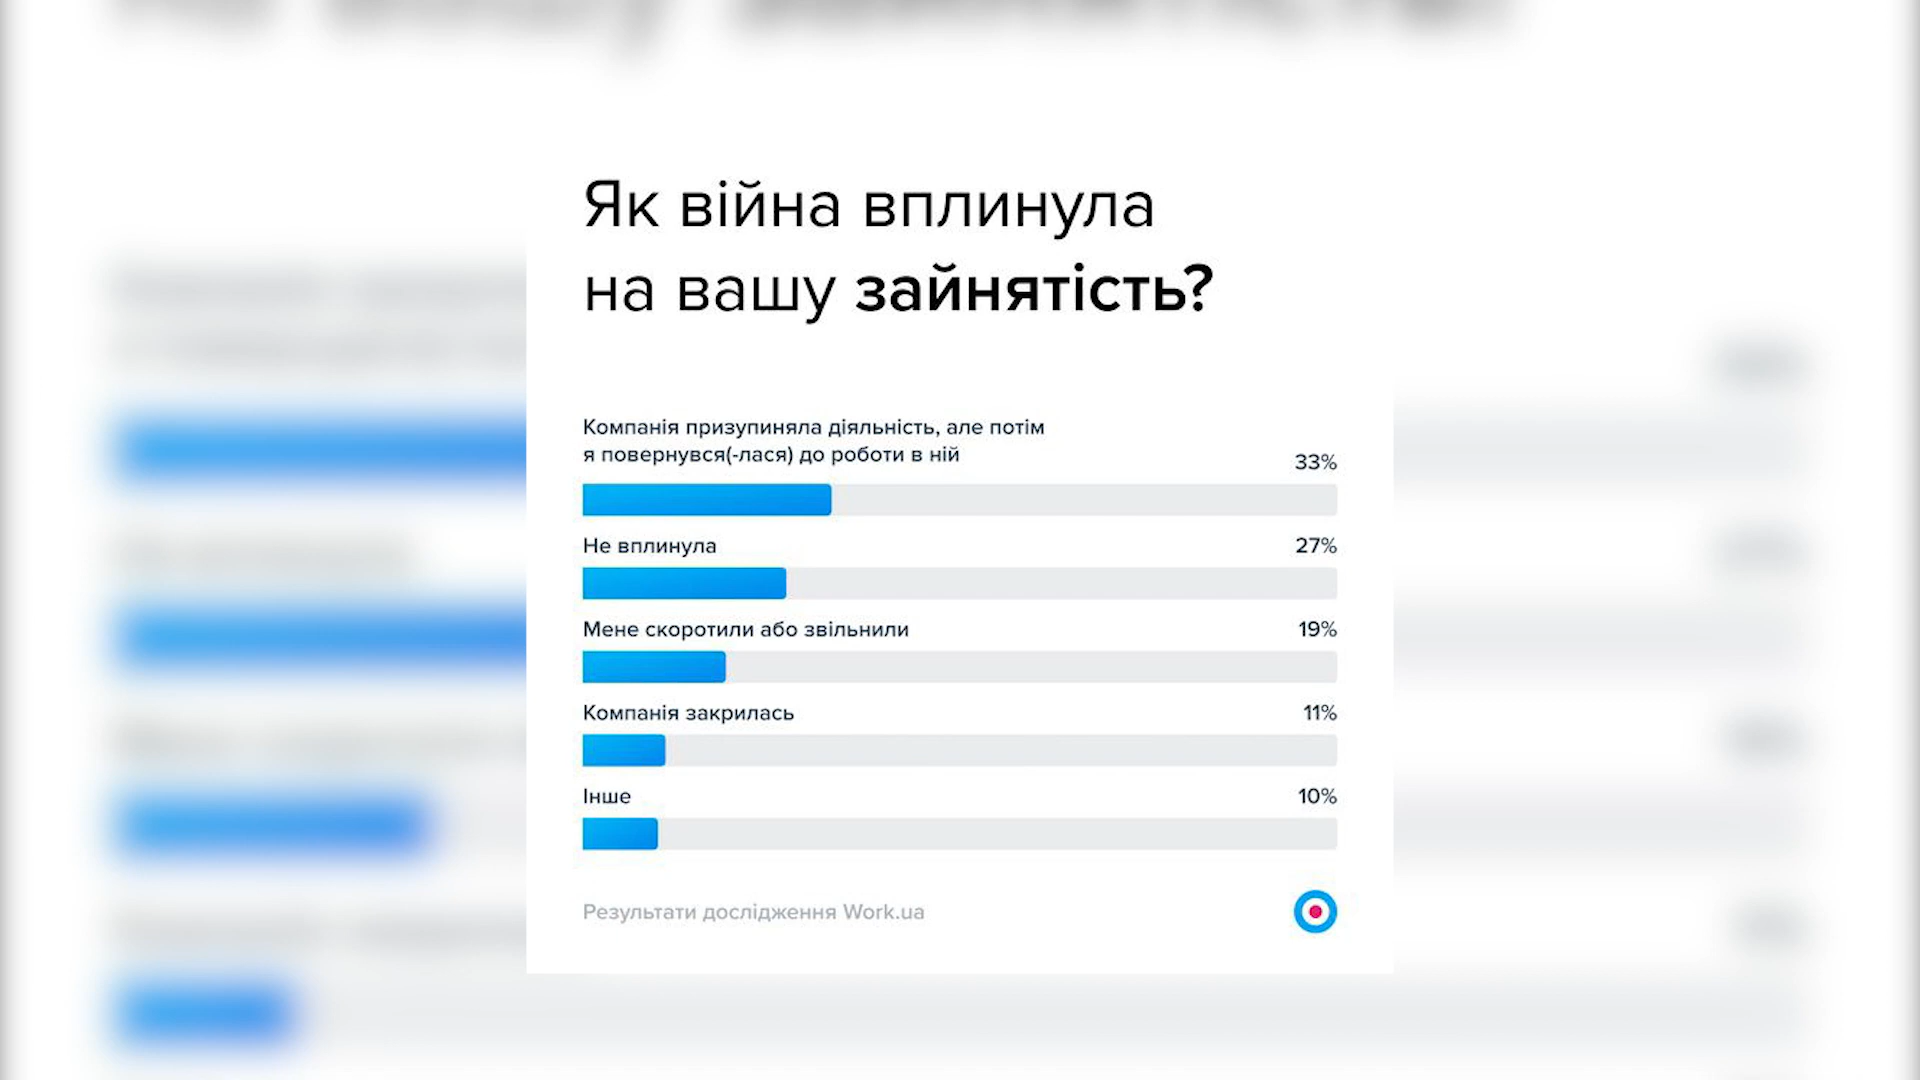 Як війна вплинула
на вашу зайнятість?
Компанія призупиняла діяльність, але потім
я повернувся(-лася) до роботи в ній
33%
Не вплинула
27%
Мене скоротили або звільнили
19%
Компанія закрилась
11%
Інше
10%
Результати дослідження Work.ua